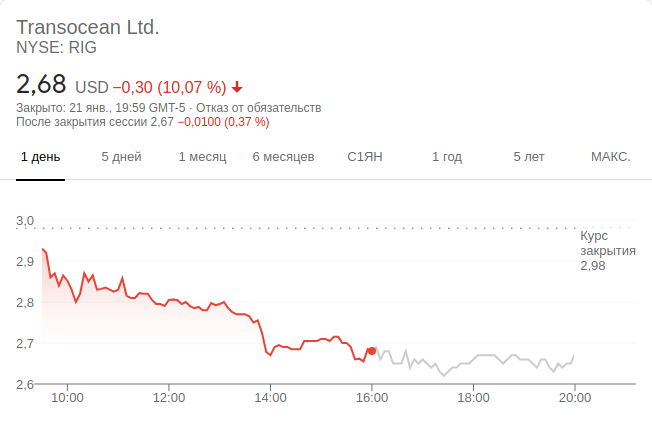 Transocean Ltd.
NYSE: RIG
2,68 USD −0,30 (10,07 %)
Закрыто: 21 янв., 19:59 GMT-5 · Отказ от обязательств
После закрытия сессии 2,67 −0,0100 (0,37 %)
1 день 5 дней 1 месяц 6 месяцев С1ЯН 1 год 5 лет МАКС.
3,0
Курс
закрытия
2,98
2,9
2,8
2,7
2,6
10:00 12:00 14:00 16:00 18:00 20:00